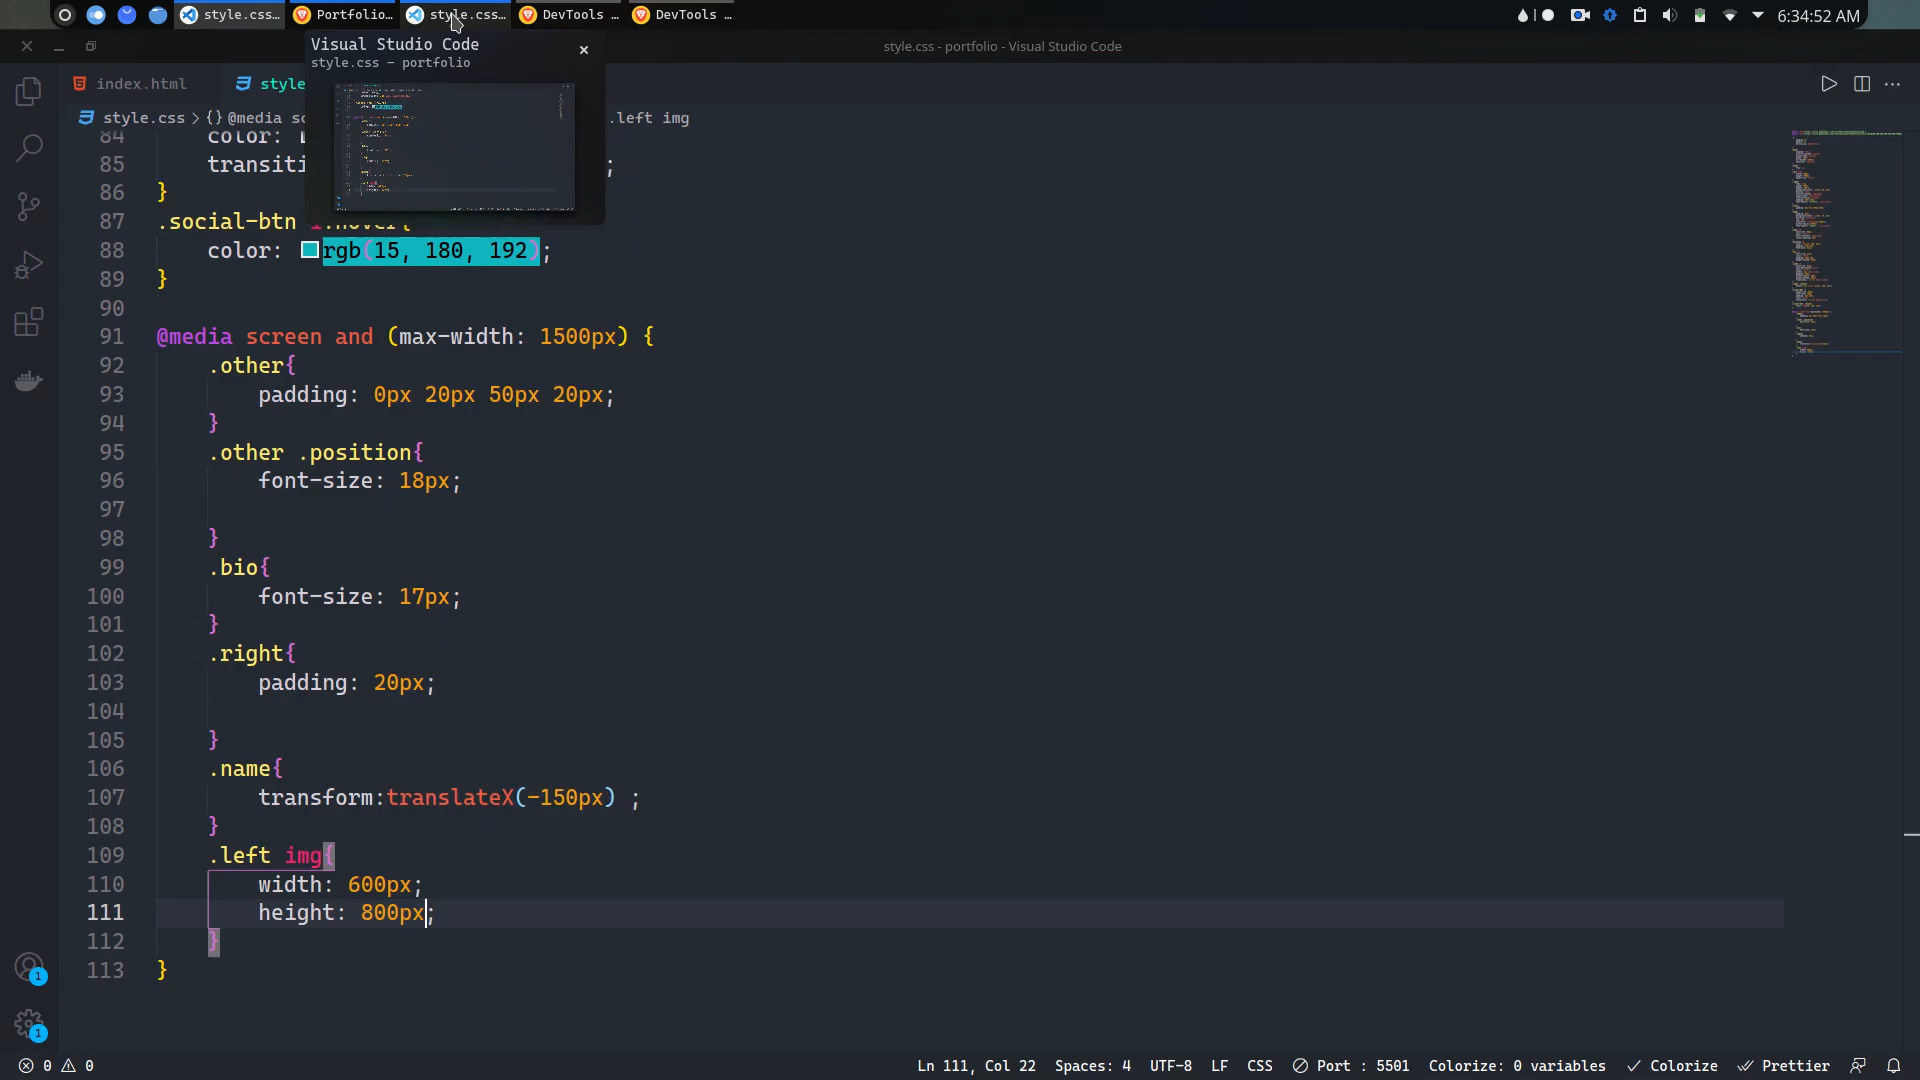 style.css…
Portfolio…
style.css…
DevTools …
DevTools …
6:34:52 AM
style.css - portfolio - Visual Studio Code
Visual Studio Code
style.css - portfolio
index.html
style
style.css > {} @media sc
.left img
84 color:
85 transiti ;
86 }
87 .social-btn i:hover{
88 color: rgb(15, 180, 192);
89 }
90
91 @media screen and (max-width: 1500px) {
92 .other{
93 padding: 0px 20px 50px 20px;
94 }
95 .other .position{
96 font-size: 18px;
97
98 }
99 .bio{
100 font-size: 17px;
101 }
102 .right{
103 padding: 20px;
104
105 }
106 .name{
107 transform:translateX(-150px) ;
108 }
109 .left img{
110 width: 600px;
111 height: 800px;
112 }
113 }
1
1
0 0
Ln 111, Col 22
Spaces: 4
UTF-8
LF
CSS
Port : 5501
Colorize: 0 variables
Colorize
Prettier